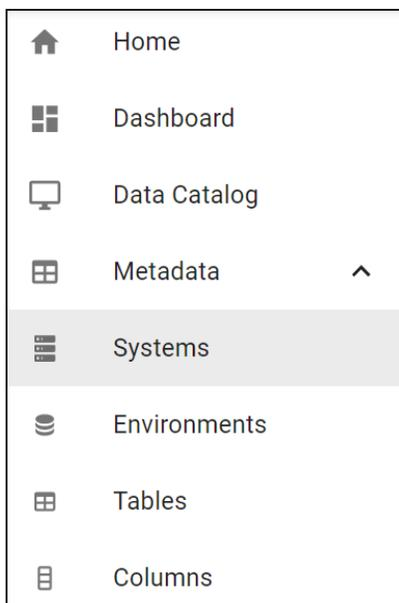 Home
Dashboard
Data Catalog
Metadata
Systems
Environments
Tables
Columns